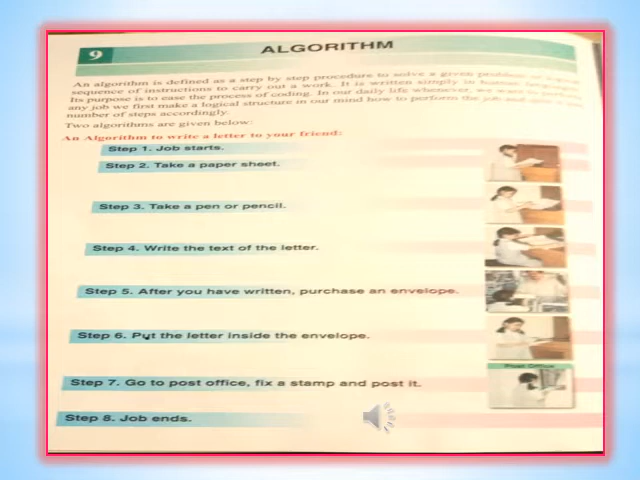 9
ALGORITHM
An algorithm is defined as a step by step procedure to solve a given problem
sequence of instructions to carry out a work. It is written simply in human language.
Its purpose is to ease the process of coding. In our daily life whenever, we want to perform
any job we first make a logical structure in our mind how to perform the job and
number of steps accordingly.
Two algorithms are given below:
An Algorithm to write a letter to your friend:
Step 1. Job starts.
Step 2. Take a paper sheet.
Step 3. Take a pen or pencil.
Step 4. Write the text of the letter.
Step 5. After you have written, purchase an envelope.
Step 6. Put the letter inside the envelope.
Post Office
Step 7. Go to post office, fix a stamp and post it.
Step 8. Job ends.